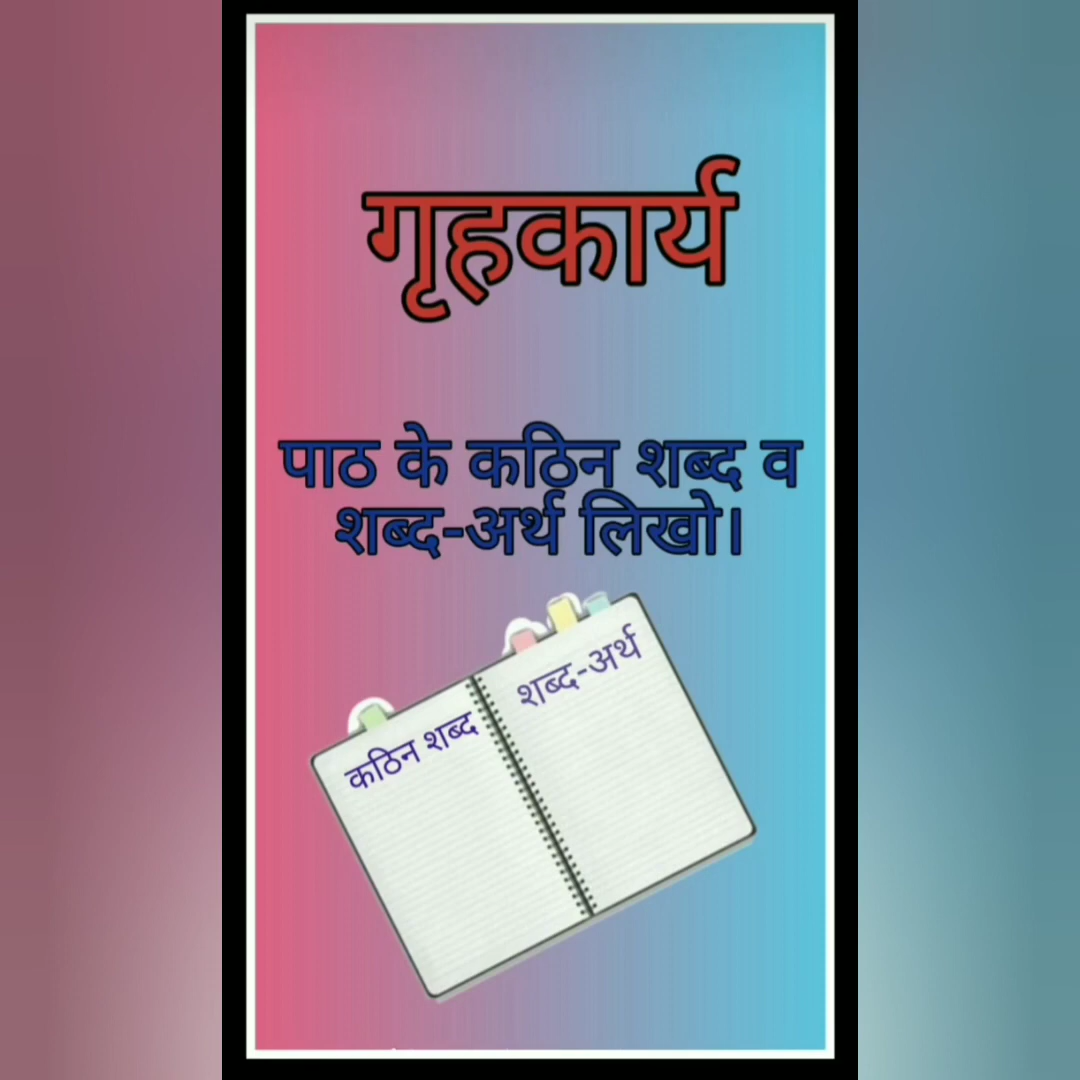 गृहकार्य
पाठ के कठिन शब्द व
शब्द-अर्थ लिखो।
कठिन शब्द
शब्द-अर्थ